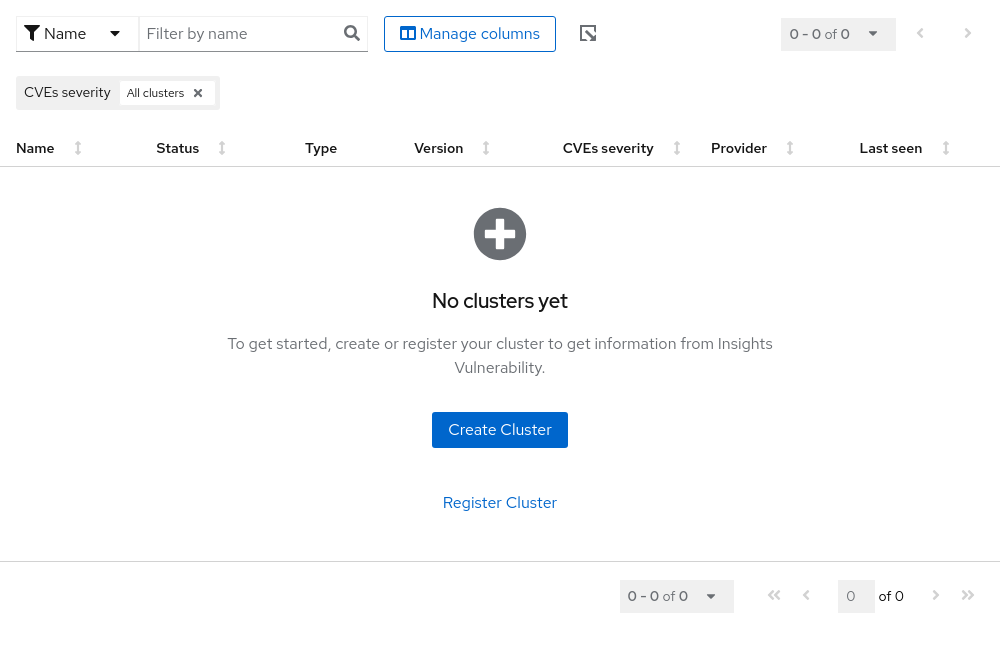 Name Filter by name Manage columns 0 - 0 of 0
CVEs severity All clusters
Name Status Type Version CVEs severity Provider Last seen
No clusters yet
To get started, create or register your cluster to get information from Insights
Vulnerability.
Create Cluster
Register Cluster
0 - 0 of 0 0 of 0